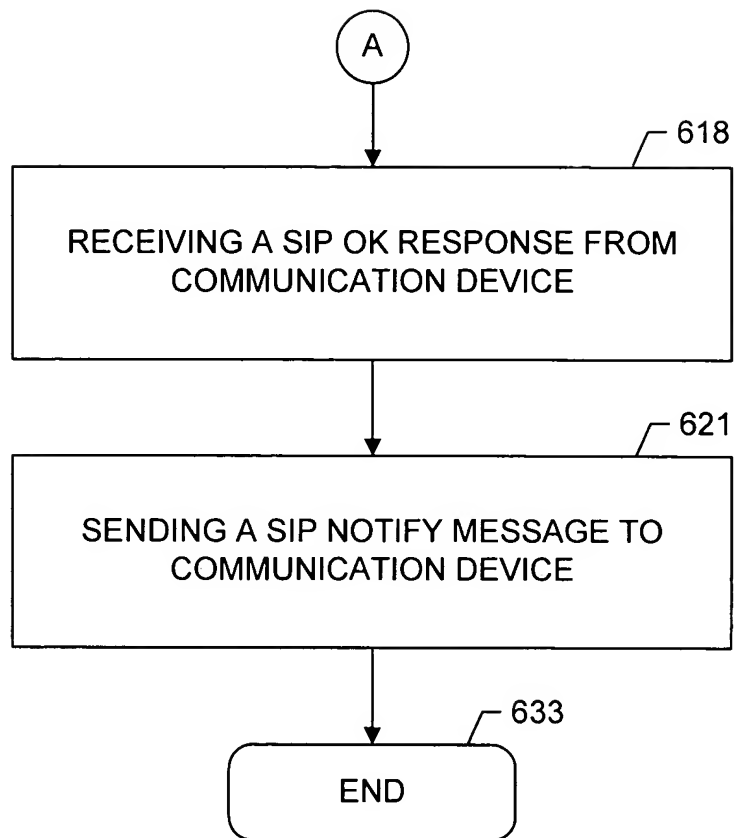 A
618
RECEIVING A SIP OK RESPONSE FROM
COMMUNICATION DEVICE
621
SENDING A SIP NOTIFY MESSAGE TO
COMMUNICATION DEVICE
633
END